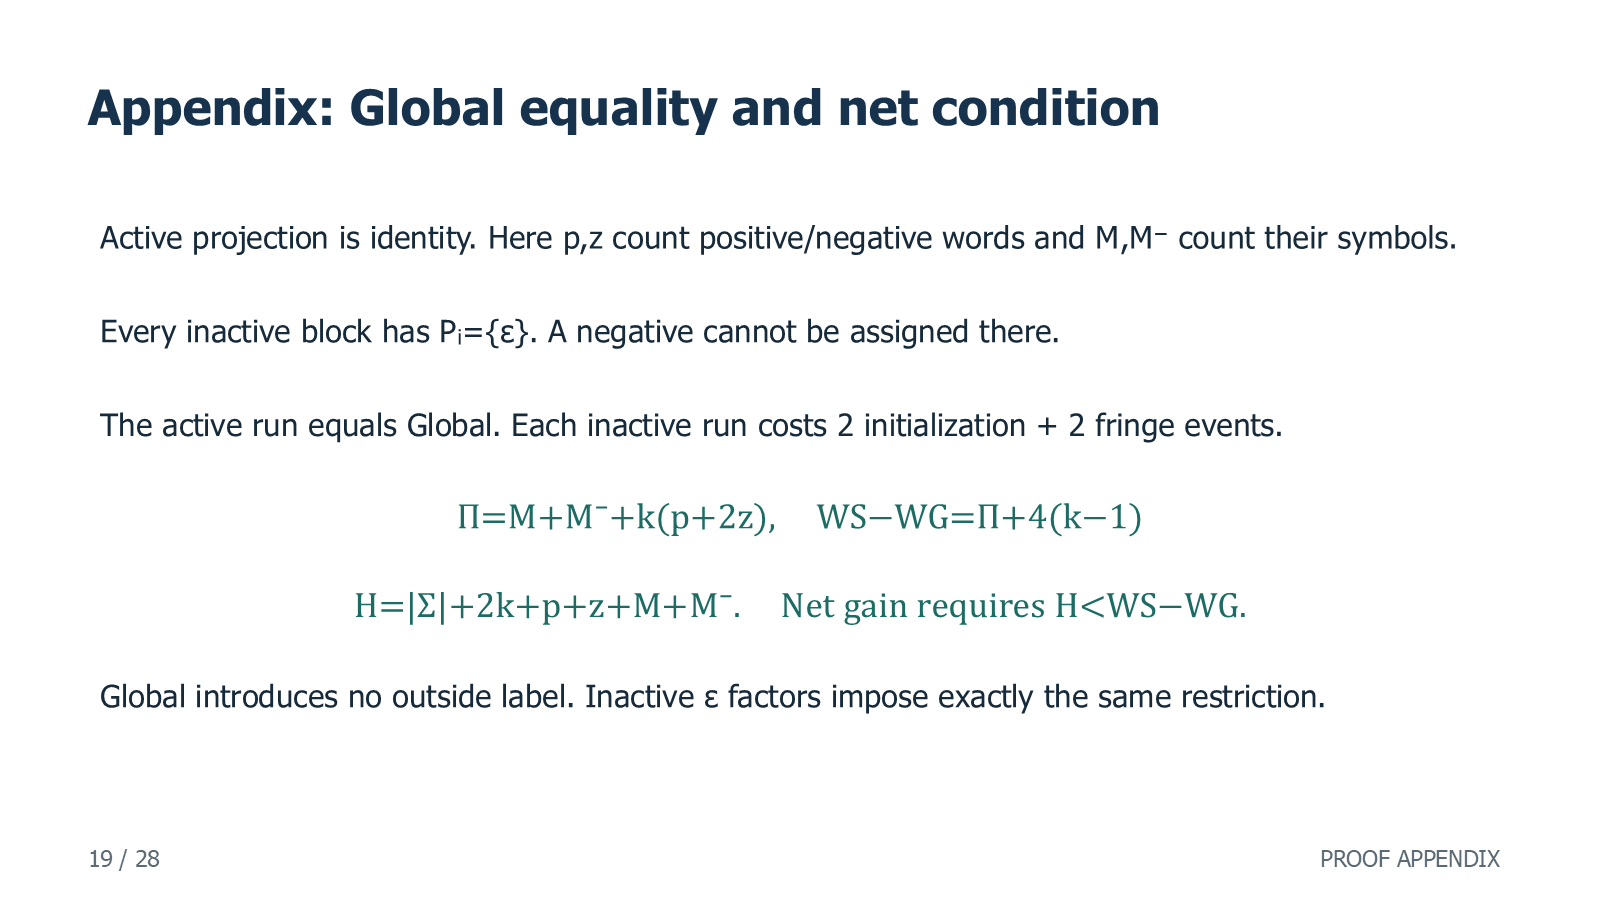 Appendix: Global equality and net condition
Active projection is identity. Here p,z count positive/negative words and M,M⁻ count their symbols.
Every inactive block has Pᵢ={ε}. A negative cannot be assigned there.
The active run equals Global. Each inactive run costs 2 initialization + 2 fringe events.
Π=M+M⁻+k(p+2z), WS−WG=Π+4(k−1)
H=|Σ|+2k+p+z+M+M⁻. Net gain requires H<WS−WG.
Global introduces no outside label. Inactive ε factors impose exactly the same restriction.
19 / 28
PROOF APPENDIX